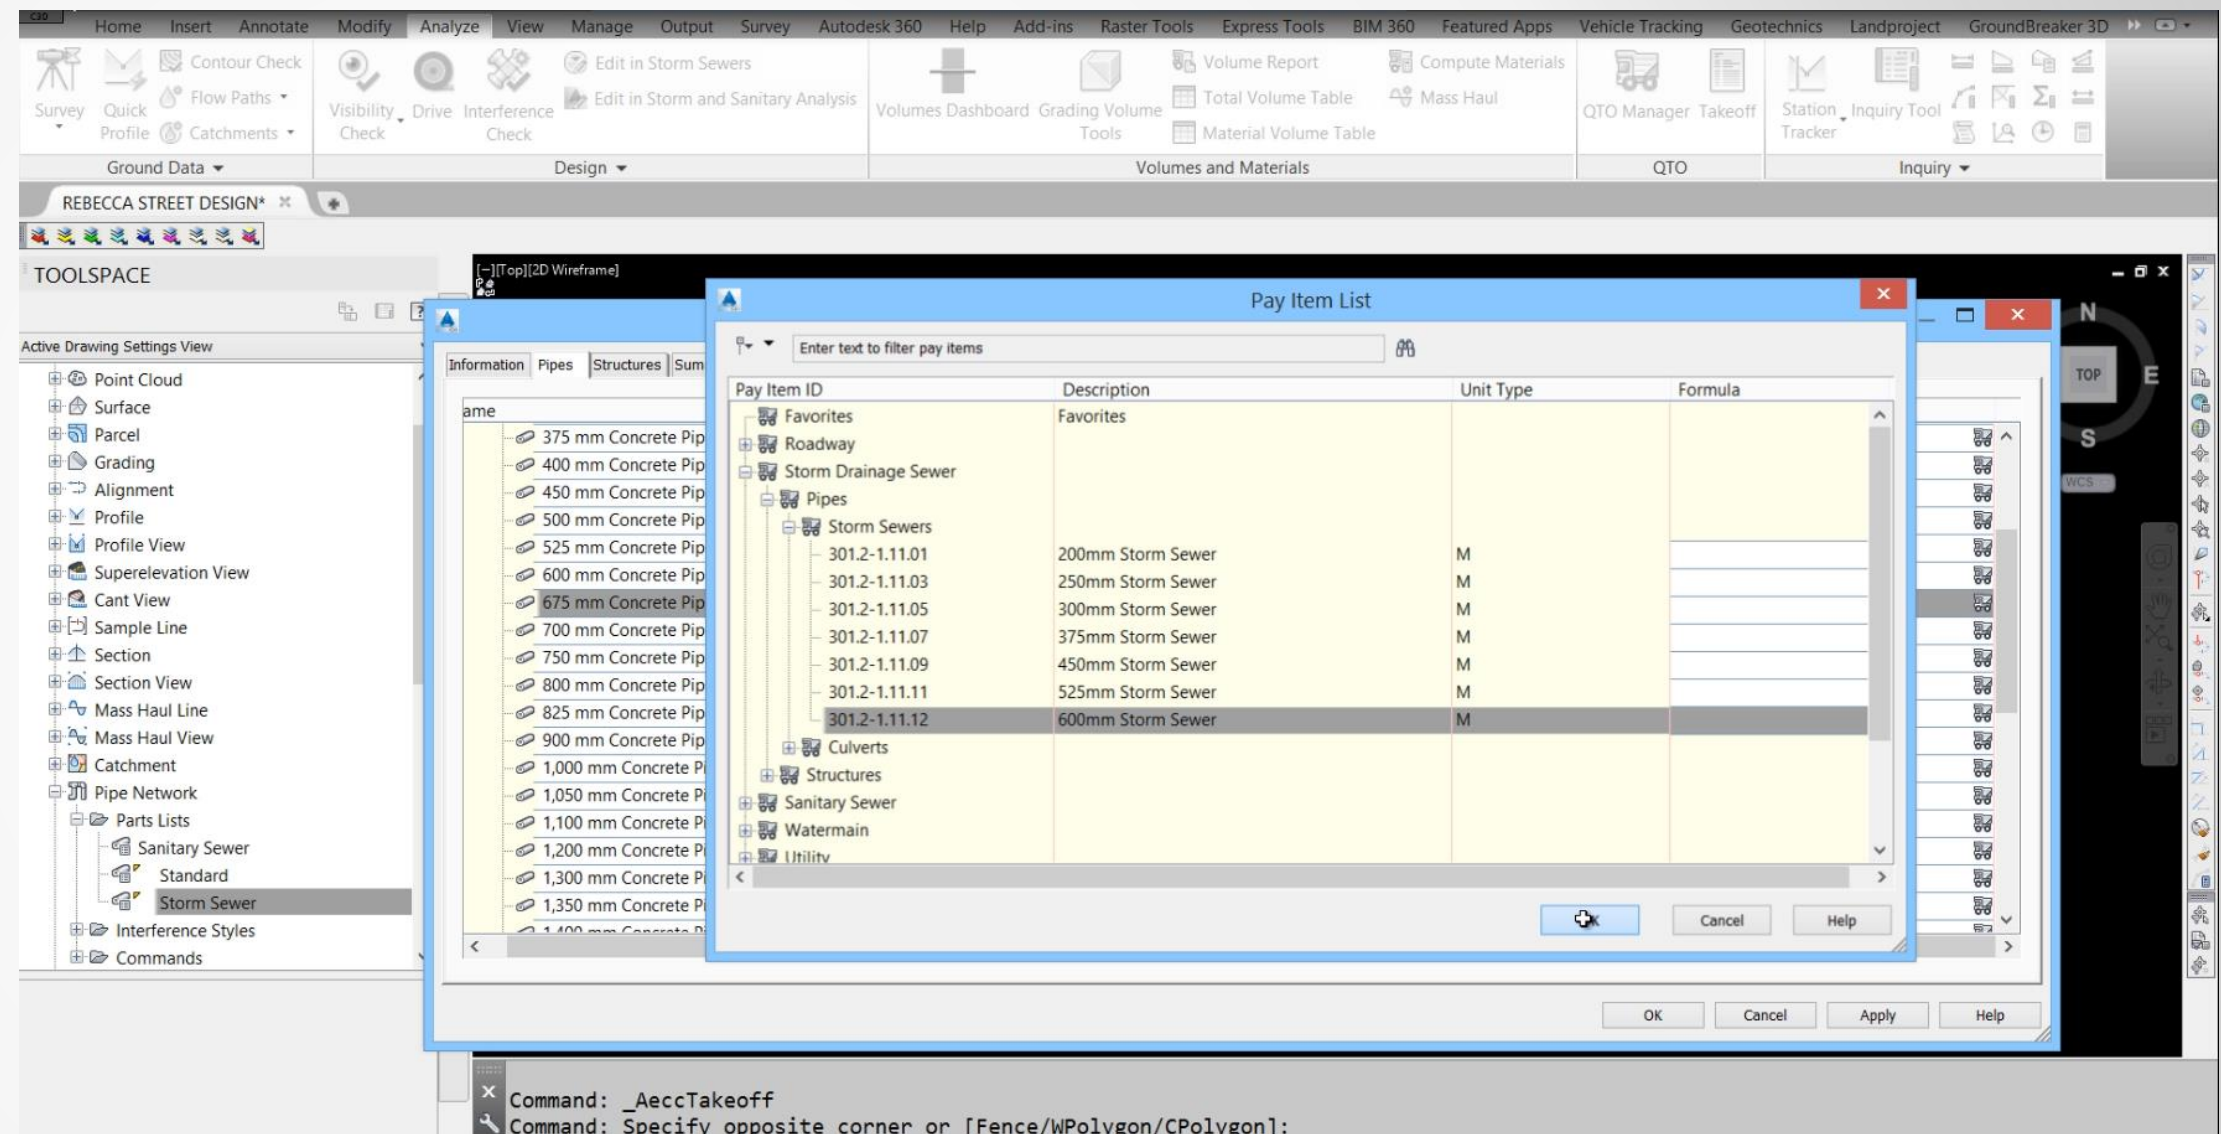 C3D
Home Insert Annotate Modify Analyze View Manage Output Survey Autodesk 360 Help Add-ins Raster Tools Express Tools BIM 360 Featured Apps Vehicle Tracking Geotechnics Landproject GroundBreaker 3D
Survey
Quick Profile
Contour Check
Flow Paths
Catchments
Visibility Check
Drive
Interference Check
Edit in Storm Sewers
Edit in Storm and Sanitary Analysis
Volumes Dashboard
Grading Volume Tools
Volume Report
Total Volume Table
Material Volume Table
Compute Materials
Mass Haul
QTO Manager
Takeoff
Station Tracker
Inquiry Tool
Ground Data
Design
Volumes and Materials
QTO
Inquiry
REBECCA STREET DESIGN*
TOOLSPACE
Active Drawing Settings View
Point Cloud
Surface
Parcel
Grading
Alignment
Profile
Profile View
Superelevation View
Cant View
Sample Line
Section
Section View
Mass Haul Line
Mass Haul View
Catchment
Pipe Network
Parts Lists
Sanitary Sewer
Standard
Storm Sewer
Interference Styles
Commands
[−][Top][2D Wireframe]
N
TOP
E
S
WCS
Information Pipes Structures Sum
ame
375 mm Concrete Pip
400 mm Concrete Pip
450 mm Concrete Pip
500 mm Concrete Pip
525 mm Concrete Pip
600 mm Concrete Pip
675 mm Concrete Pip
700 mm Concrete Pip
750 mm Concrete Pip
800 mm Concrete Pip
825 mm Concrete Pip
900 mm Concrete Pip
1,000 mm Concrete Pi
1,050 mm Concrete Pi
1,100 mm Concrete Pi
1,200 mm Concrete Pi
1,300 mm Concrete Pi
1,350 mm Concrete Pi
1,400 mm Concrete Pi
Pay Item List
Enter text to filter pay items
Pay Item ID Description Unit Type Formula
Favorites Favorites
Roadway
Storm Drainage Sewer
Pipes
Storm Sewers
301.2-1.11.01 200mm Storm Sewer M
301.2-1.11.03 250mm Storm Sewer M
301.2-1.11.05 300mm Storm Sewer M
301.2-1.11.07 375mm Storm Sewer M
301.2-1.11.09 450mm Storm Sewer M
301.2-1.11.11 525mm Storm Sewer M
301.2-1.11.12 600mm Storm Sewer M
Culverts
Structures
Sanitary Sewer
Watermain
Utility
Cancel Help
OK Cancel Apply Help
Command: _AeccTakeoff
Command: Specify opposite corner or [Fence/WPolygon/CPolygon]: